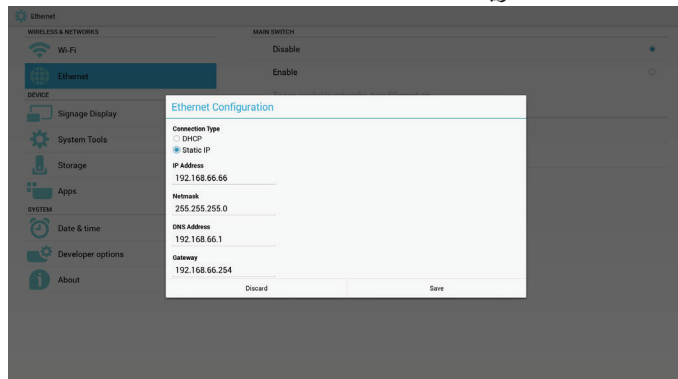 Ethernet
WIRELESS & NETWORKS
Wi-Fi
Ethernet
DEVICE
Signage Display
System Tools
Storage
Apps
SYSTEM
Date & time
Developer options
About
MAIN SWITCH
Disable
Enable
Ethernet Configuration
Connection Type
DHCP
Static IP
IP Address
192.168.66.66
Netmask
255.255.255.0
DNS Address
192.168.66.1
Gateway
192.168.66.254
Discard
Save